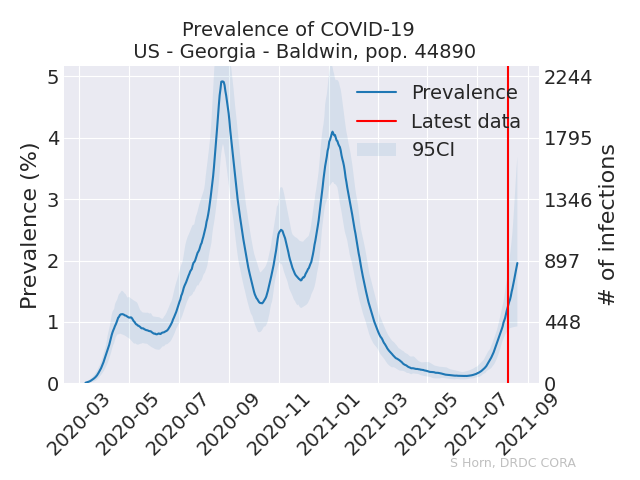 Prevalence of COVID-19
US - Georgia - Baldwin, pop. 44890
Prevalence (%)
5
4
3
2
1
0
2244
1795
1346
897
448
0
# of infections
Prevalence
Latest data
95CI
2020-03
2020-05
2020-07
2020-09
2020-11
2021-01
2021-03
2021-05
2021-07
2021-09
S Horn, DRDC CORA